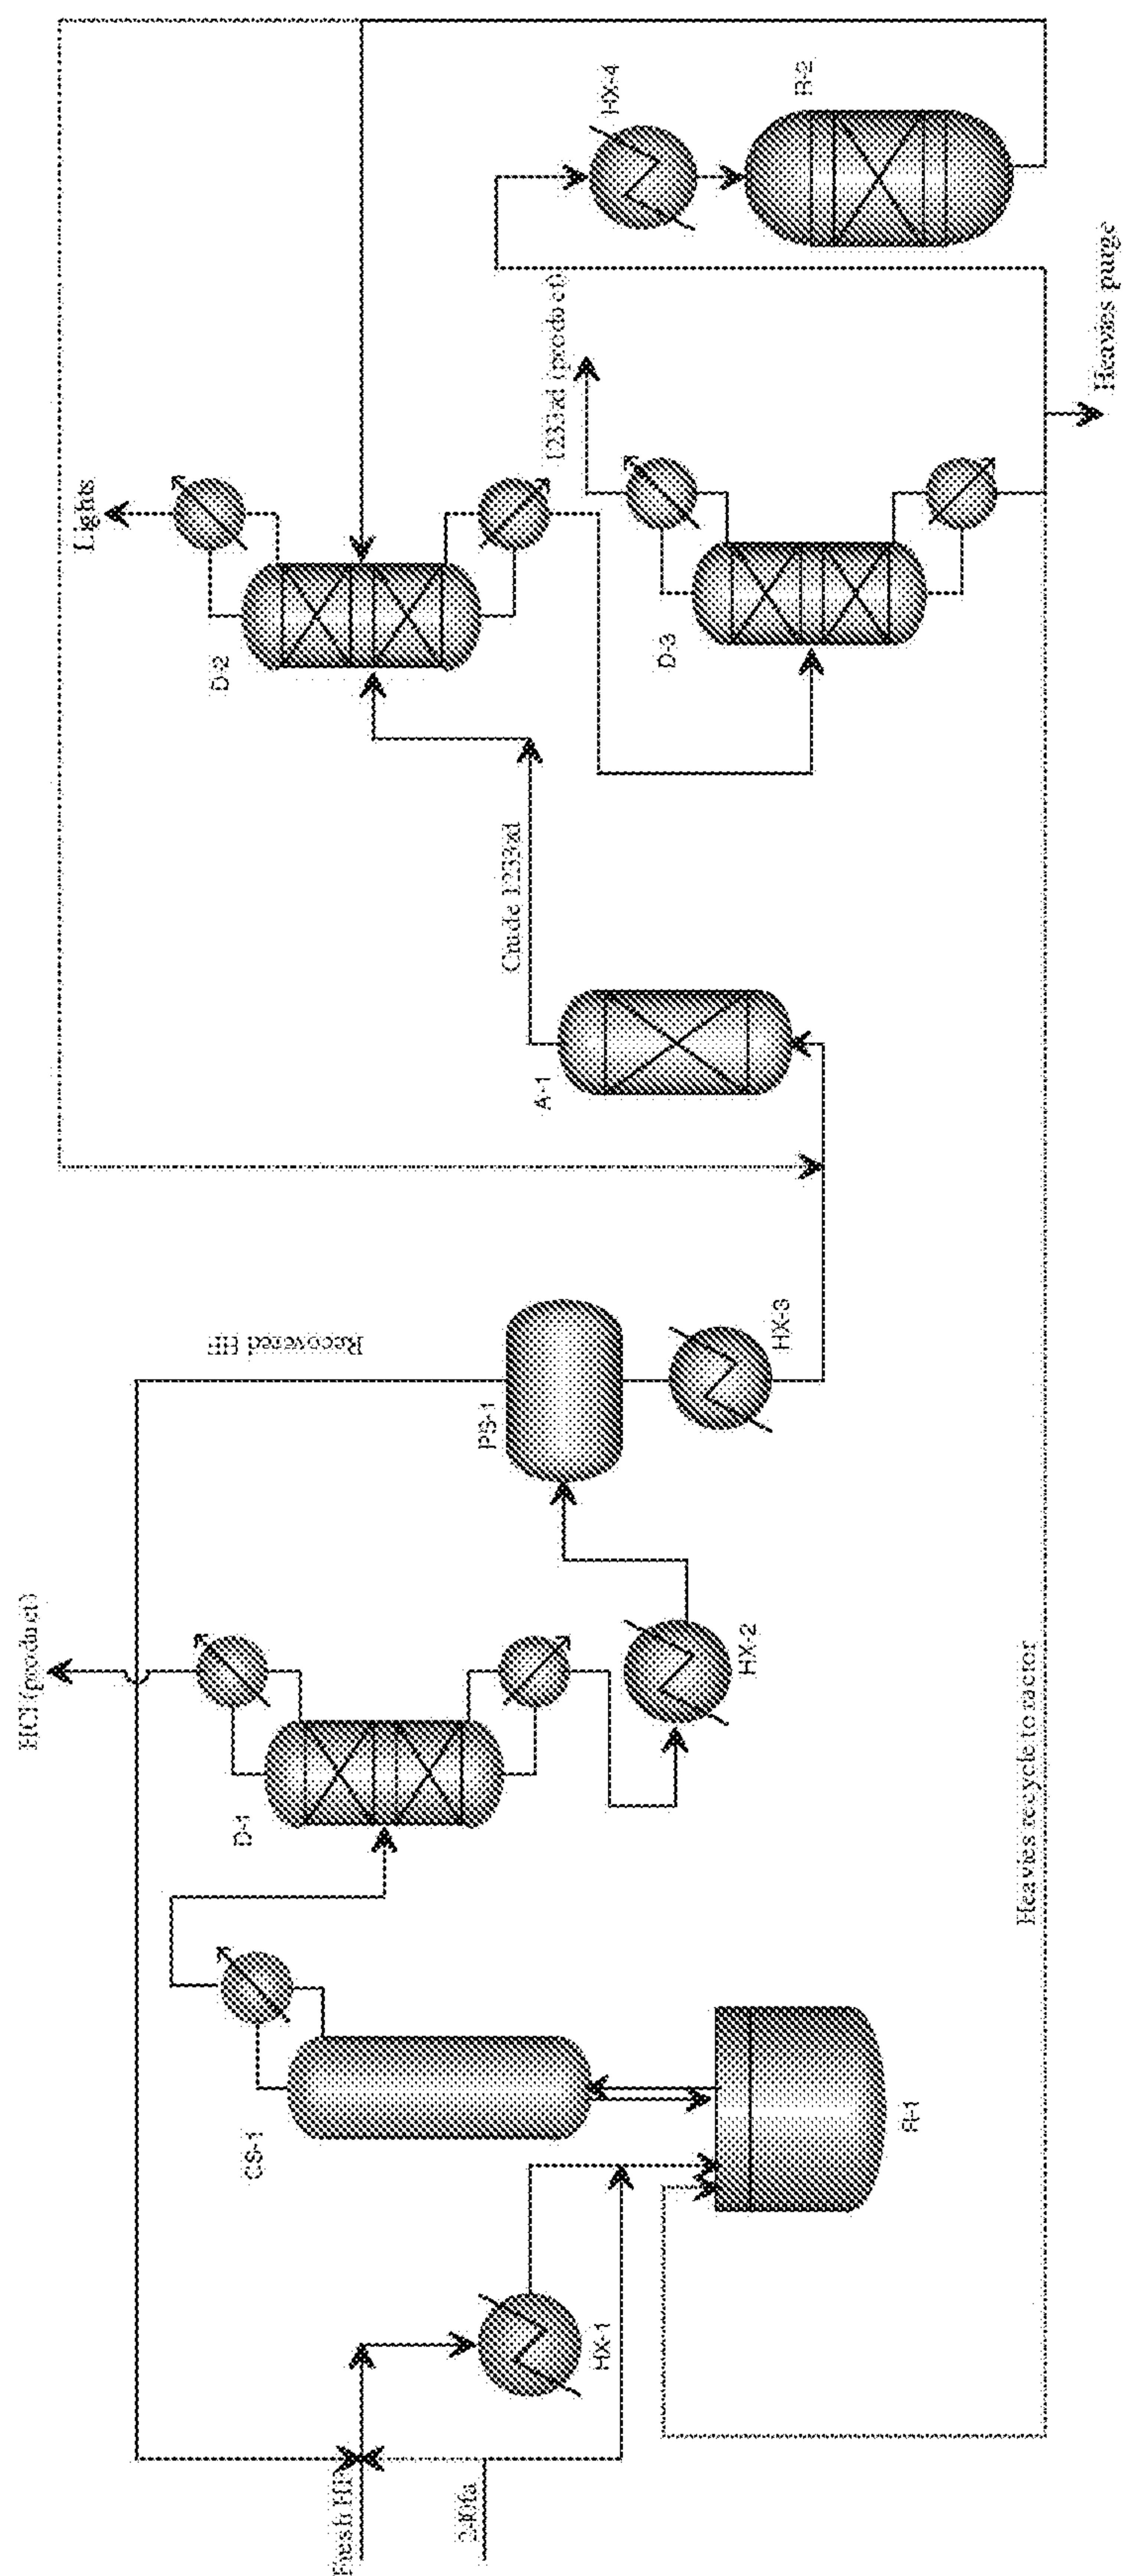 Fresh HF
240fa
HX-1
R-1
CS-1
D-1
HCl (product)
HX-2
PS-1
Recovered HF
HX-3
A-1
Crude 1233zd
D-2
Lights
D-3
1233zd (product)
HX-4
R-2
Heavies purge
Heavies recycle to ractor